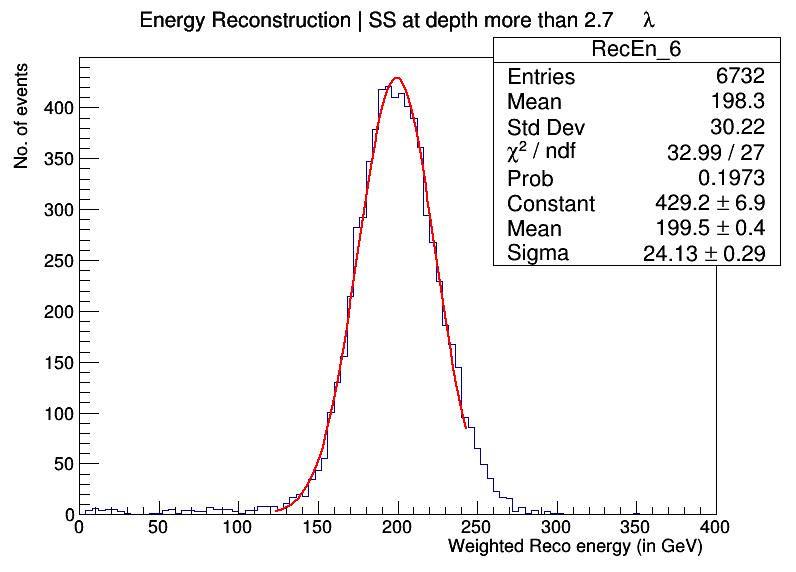 Energy Reconstruction | SS at depth more than 2.7 λ
RecEn_6
Entries 6732
Mean 198.3
Std Dev 30.22
χ² / ndf 32.99 / 27
Prob 0.1973
Constant 429.2 ± 6.9
Mean 199.5 ± 0.4
Sigma 24.13 ± 0.29
No. of events
400
350
300
250
200
150
100
50
0
0 50 100 150 200 250 300 350 400
Weighted Reco energy (in GeV)